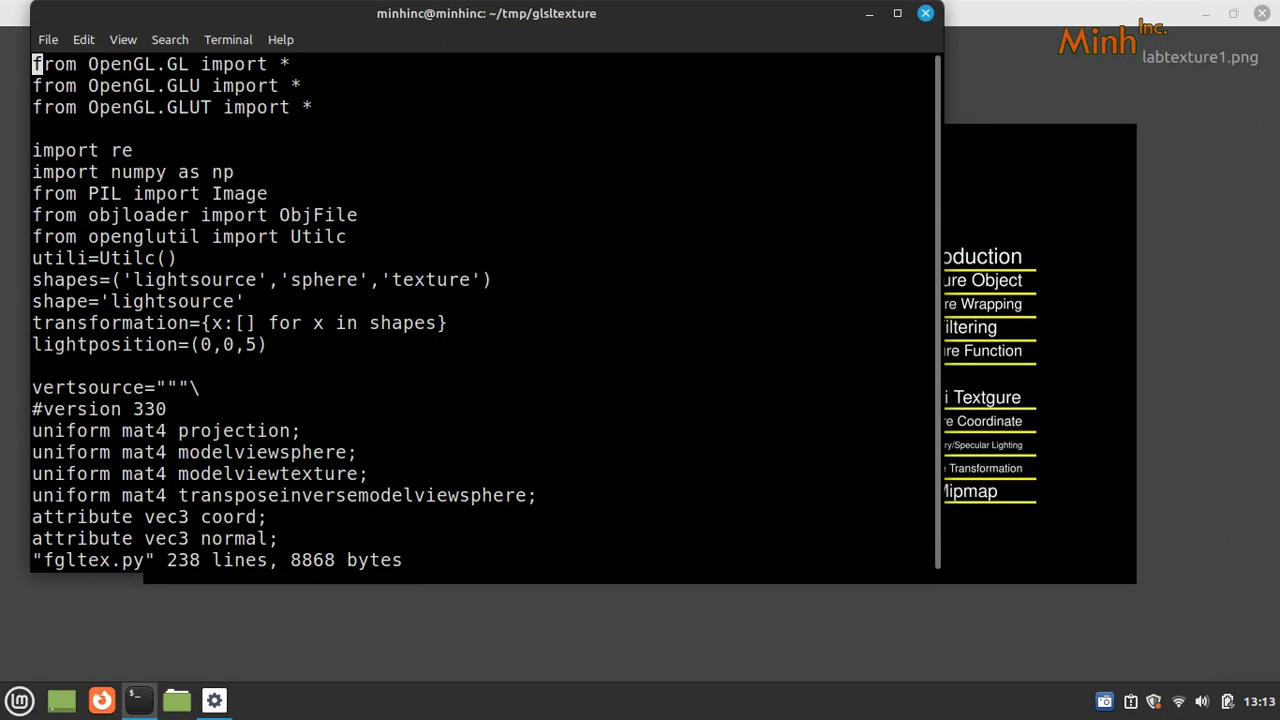 minhinc@minhinc: ~/tmp/glsltexture
Minh Inc.
labtexture1.png
File Edit View Search Terminal Help
from OpenGL.GL import *
from OpenGL.GLU import *
from OpenGL.GLUT import *
import re
import numpy as np
from PIL import Image
from objloader import ObjFile
from openglutil import Utilc
utili=Utilc()
shapes=('lightsource','sphere','texture')
shape='lightsource'
transformation={x:[] for x in shapes}
lightposition=(0,0,5)
vertsource="""\
#version 330
uniform mat4 projection;
uniform mat4 modelviewsphere;
uniform mat4 modelviewtexture;
uniform mat4 transposeinversemodelviewsphere;
attribute vec3 coord;
attribute vec3 normal;
"fgltex.py" 238 lines, 8868 bytes
oduction
ure Object
re Wrapping
iltering
ure Function
i Textgure
re Coordinate
ry/Specular Lighting
Transformation
Mipmap
13:13